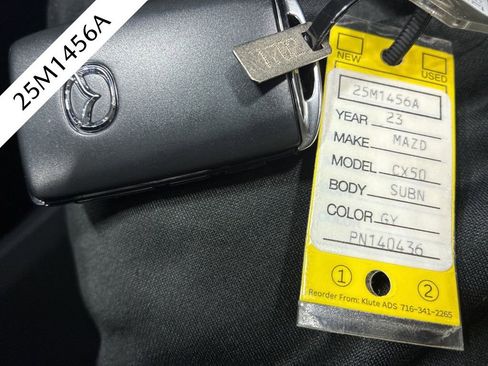 25M1456A
NEW
USED
25M1456A
YEAR 23
MAKE MAZD
MODEL CX50
BODY SUBN
COLOR GY
PN140436
1 2
Reorder From: Klute ADS 716-341-2265